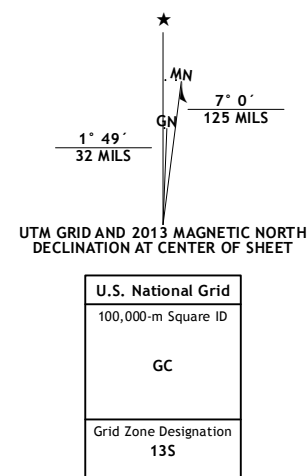 ★
MN
7° 0´
125 MILS
GN
1° 49´
32 MILS
UTM GRID AND 2013 MAGNETIC NORTH
DECLINATION AT CENTER OF SHEET
U.S. National Grid
100,000-m Square ID
GC
Grid Zone Designation
13S